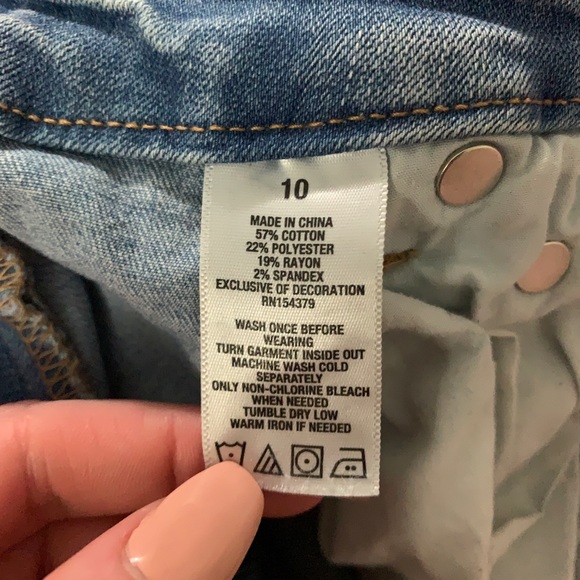 10
MADE IN CHINA
57% COTTON
22% POLYESTER
19% RAYON
2% SPANDEX
EXCLUSIVE OF DECORATION
RN154379
WASH ONCE BEFORE
WEARING
TURN GARMENT INSIDE OUT
MACHINE WASH COLD
SEPARATELY
ONLY NON-CHLORINE BLEACH
WHEN NEEDED
TUMBLE DRY LOW
WARM IRON IF NEEDED